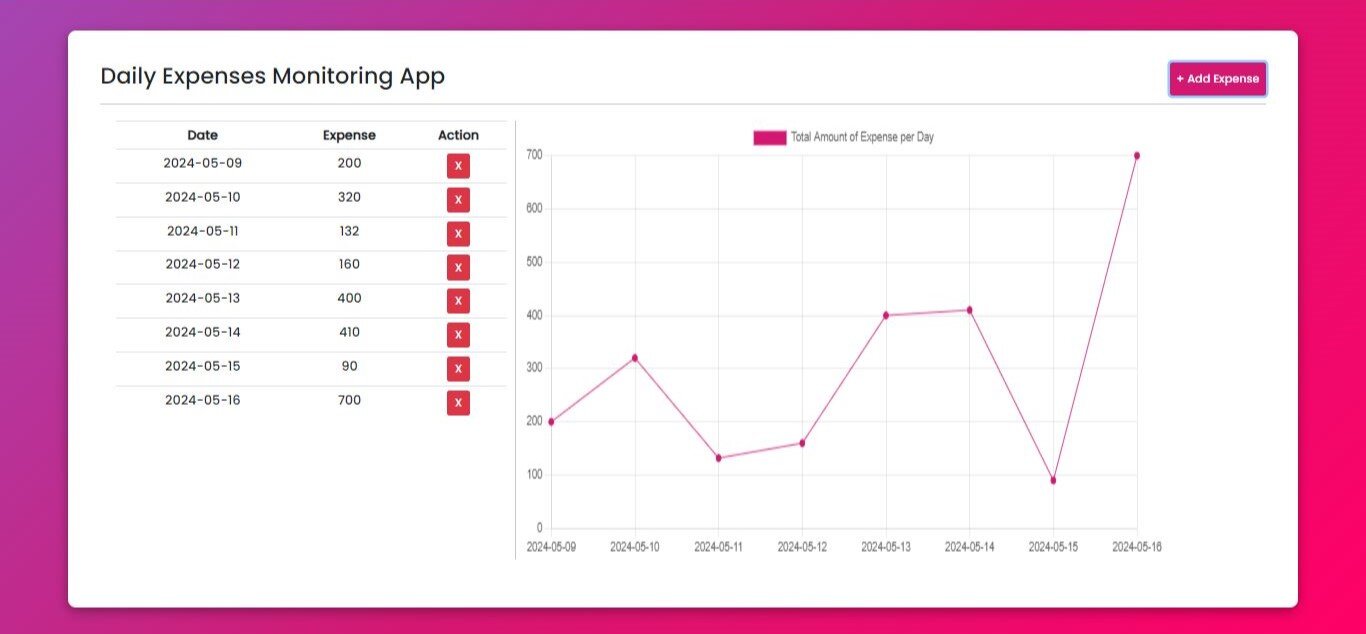 Daily Expenses Monitoring App
+ Add Expense
Date Expense Action
2024-05-09 200 X
2024-05-10 320 X
2024-05-11 132 X
2024-05-12 160 X
2024-05-13 400 X
2024-05-14 410 X
2024-05-15 90 X
2024-05-16 700 X
Total Amount of Expense per Day
700
600
500
400
300
200
100
0
2024-05-09 2024-05-10 2024-05-11 2024-05-12 2024-05-13 2024-05-14 2024-05-15 2024-05-16